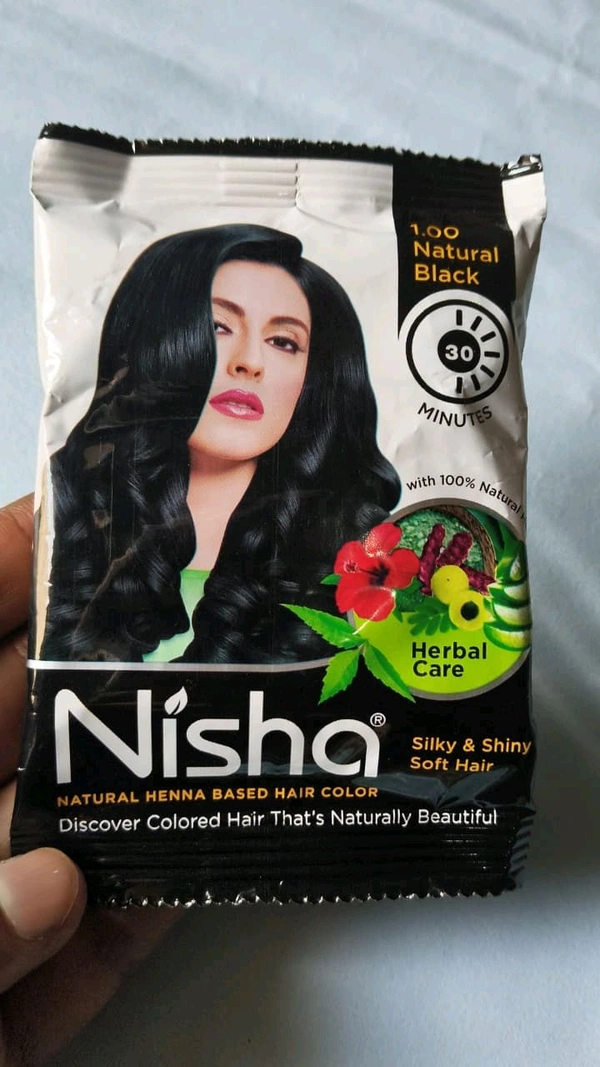 1.00
Natural
Black
30
MINUTES
with 100% Natural
Herbal
Care
Nisha®
Silky & Shiny
Soft Hair
NATURAL HENNA BASED HAIR COLOR
Discover Colored Hair That's Naturally Beautiful